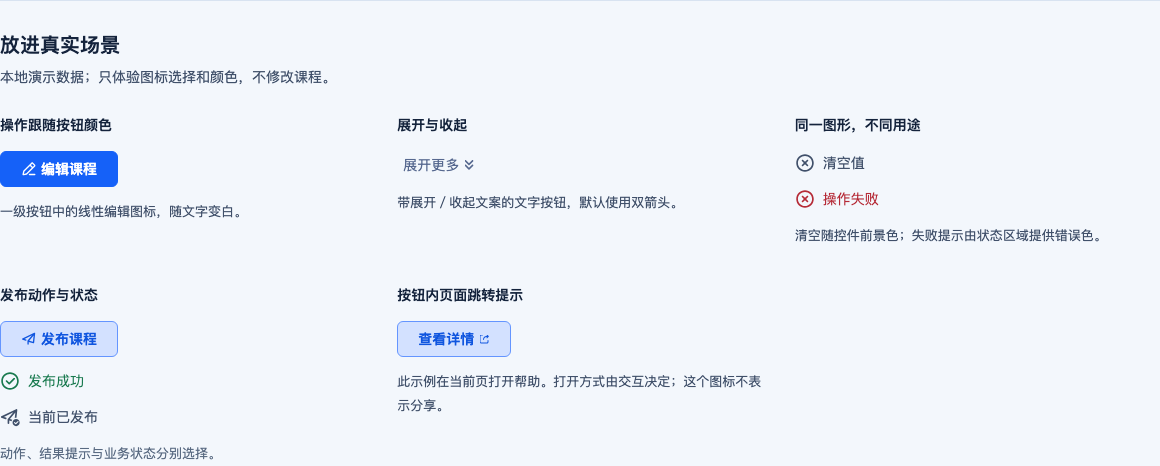 放进真实场景
本地演示数据；只体验图标选择和颜色，不修改课程。
操作跟随按钮颜色
编辑课程
一级按钮中的线性编辑图标，随文字变白。
展开与收起
展开更多
带展开 / 收起文案的文字按钮，默认使用双箭头。
同一图形，不同用途
清空值
操作失败
清空随控件前景色；失败提示由状态区域提供错误色。
发布动作与状态
发布课程
发布成功
当前已发布
动作、结果提示与业务状态分别选择。
按钮内页面跳转提示
查看详情
此示例在当前页打开帮助。打开方式由交互决定；这个图标不表
示分享。